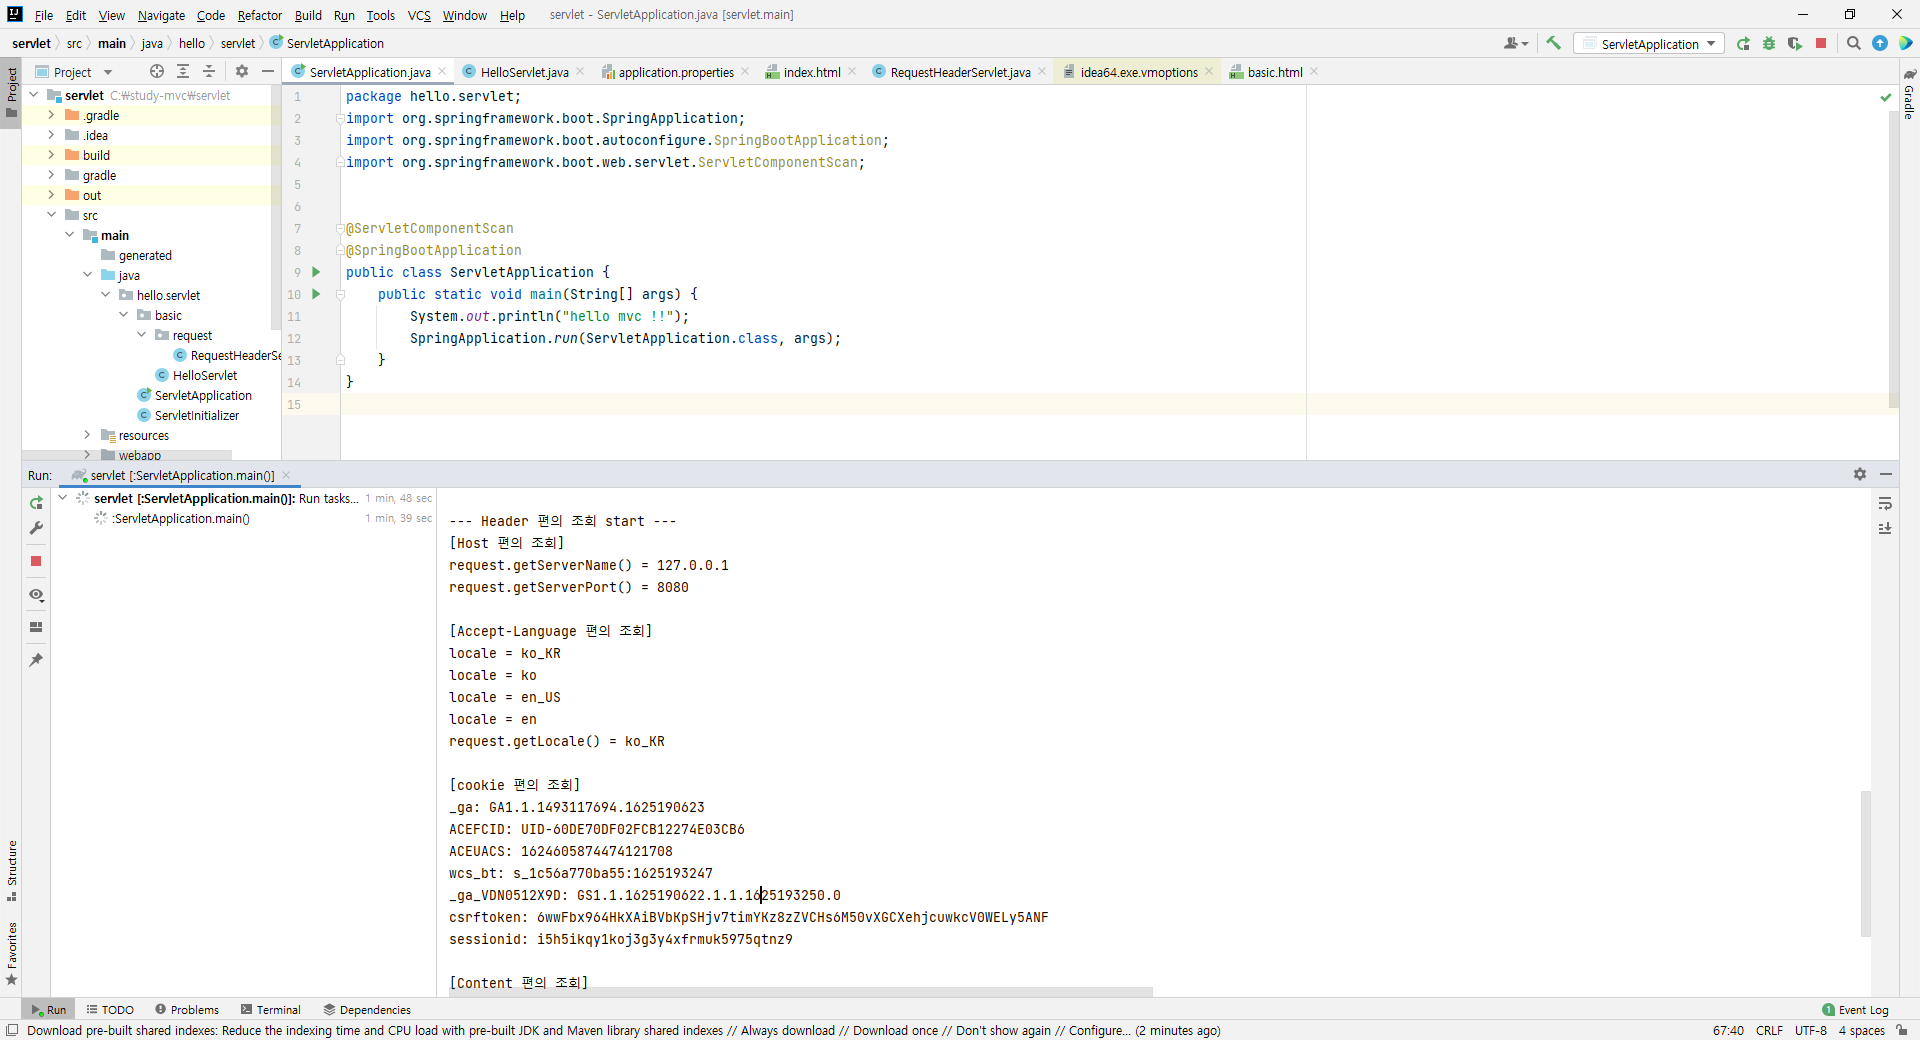 File Edit View Navigate Code Refactor Build Run Tools VCS Window Help servlet - ServletApplication.java [servlet.main]
servlet src main java hello servlet ServletApplication
ServletApplication
Project
ServletApplication.java HelloServlet.java application.properties index.html RequestHeaderServlet.java idea64.exe.vmoptions basic.html
Project
Gradle
servlet C:₩study-mvc₩servlet
.gradle
.idea
build
gradle
out
src
main
generated
java
hello.servlet
basic
request
RequestHeaderSe
HelloServlet
ServletApplication
ServletInitializer
resources
webapp
1 package hello.servlet;
2 import org.springframework.boot.SpringApplication;
3 import org.springframework.boot.autoconfigure.SpringBootApplication;
4 import org.springframework.boot.web.servlet.ServletComponentScan;
5
6
7 @ServletComponentScan
8 @SpringBootApplication
9 public class ServletApplication {
10 public static void main(String[] args) {
11 System.out.println("hello mvc !!");
12 SpringApplication.run(ServletApplication.class, args);
13 }
14 }
15
Run: servlet [:ServletApplication.main()]
servlet [:ServletApplication.main()]: Run tasks... 1 min, 48 sec
:ServletApplication.main() 1 min, 39 sec
--- Header 편의 조회 start ---
[Host 편의 조회]
request.getServerName() = 127.0.0.1
request.getServerPort() = 8080
[Accept-Language 편의 조회]
locale = ko_KR
locale = ko
locale = en_US
locale = en
request.getLocale() = ko_KR
[cookie 편의 조회]
_ga: GA1.1.1493117694.1625190623
ACEFCID: UID-60DE70DF02FCB12274E03CB6
ACEUACS: 1624605874474121708
wcs_bt: s_1c56a770ba55:1625193247
_ga_VDN0512X9D: GS1.1.1625190622.1.1.1625193250.0
csrftoken: 6wwFbx964HkXAiBVbKpSHjv7timYKz8zZVCHs6M50vXGCXehjcuwkcV0WELy5ANF
sessionid: i5h5ikqy1koj3g3y4xfrmuk5975qtnz9
[Content 편의 조회]
Structure
Favorites
Run TODO Problems Terminal Dependencies 1 Event Log
Download pre-built shared indexes: Reduce the indexing time and CPU load with pre-built JDK and Maven library shared indexes // Always download // Download once // Don't show again // Configure... (2 minutes ago) 67:40 CRLF UTF-8 4 spaces